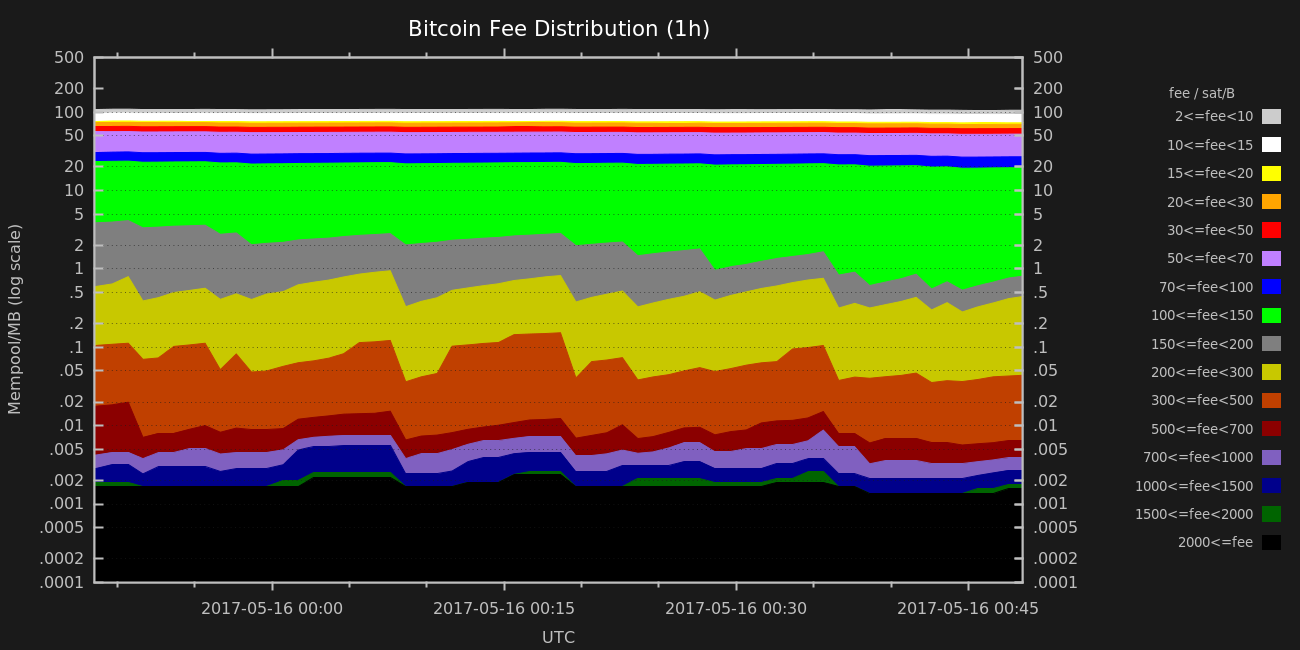 Bitcoin Fee Distribution (1h)
Mempool/MB (log scale)
500
200
100
50
20
10
5
2
1
.5
.2
.1
.05
.02
.01
.005
.002
.001
.0005
.0002
.0001
500
200
100
50
20
10
5
2
1
.5
.2
.1
.05
.02
.01
.005
.002
.001
.0005
.0002
.0001
2017-05-16 00:00
2017-05-16 00:15
2017-05-16 00:30
2017-05-16 00:45
UTC
fee / sat/B
2<=fee<10
10<=fee<15
15<=fee<20
20<=fee<30
30<=fee<50
50<=fee<70
70<=fee<100
100<=fee<150
150<=fee<200
200<=fee<300
300<=fee<500
500<=fee<700
700<=fee<1000
1000<=fee<1500
1500<=fee<2000
2000<=fee